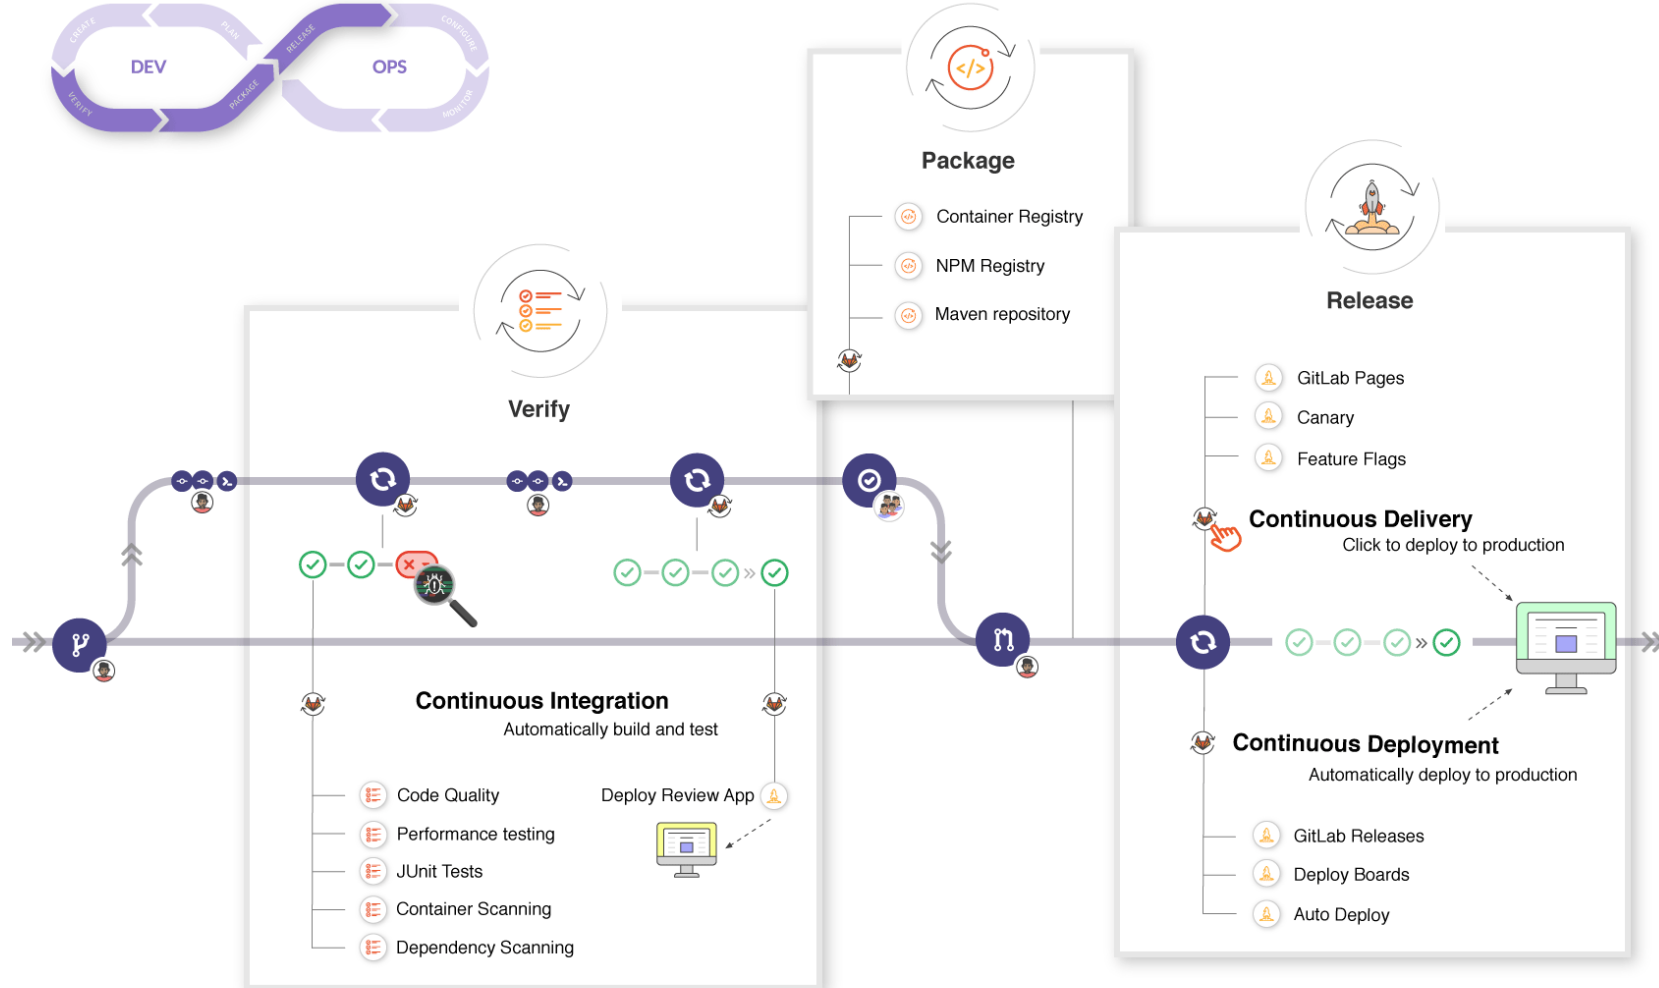 CREATE
PLAN
RELEASE
CONFIGURE
DEV
OPS
VERIFY
PACKAGE
MONITOR
Package
Container Registry
NPM Registry
Maven repository
Verify
Continuous Integration
Automatically build and test
Code Quality
Performance testing
JUnit Tests
Container Scanning
Dependency Scanning
Deploy Review App
Release
GitLab Pages
Canary
Feature Flags
Continuous Delivery
Click to deploy to production
Continuous Deployment
Automatically deploy to production
GitLab Releases
Deploy Boards
Auto Deploy